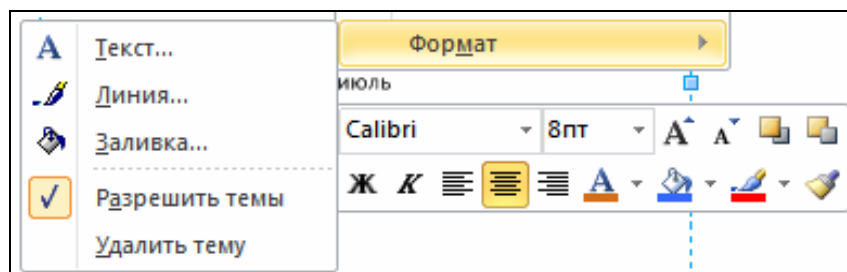 Текст...
Линия...
Заливка...
Разрешить темы
Удалить тему
Формат
июль
Calibri 8пт
Ж К